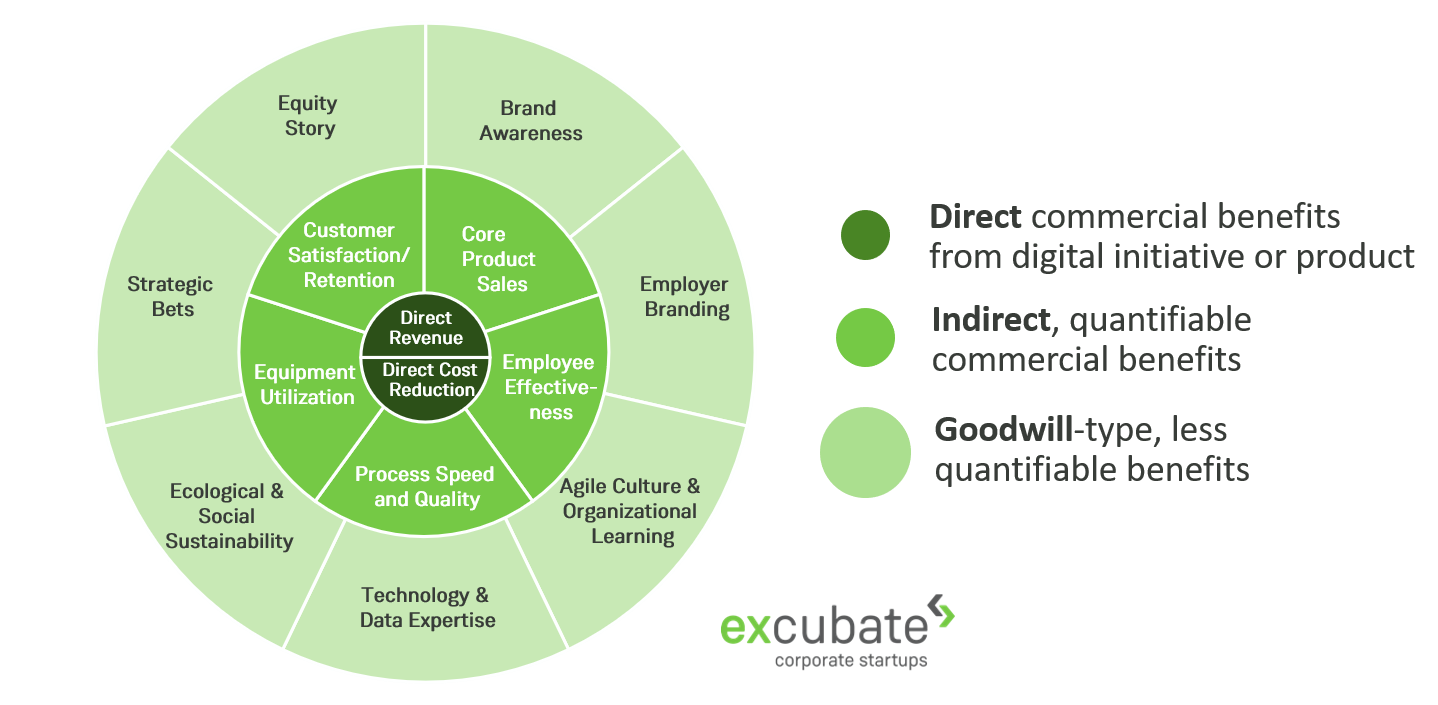 Equity
Story
Brand
Awareness
Employer
Branding
Agile Culture &
Organizational
Learning
Technology &
Data Expertise
Ecological &
Social
Sustainability
Strategic
Bets
Customer
Satisfaction/
Retention
Core
Product
Sales
Employee
Effective-
ness
Process Speed
and Quality
Equipment
Utilization
Direct
Revenue
Direct Cost
Reduction
Direct commercial benefits
from digital initiative or product
Indirect, quantifiable
commercial benefits
Goodwill-type, less
quantifiable benefits
excubate
corporate startups